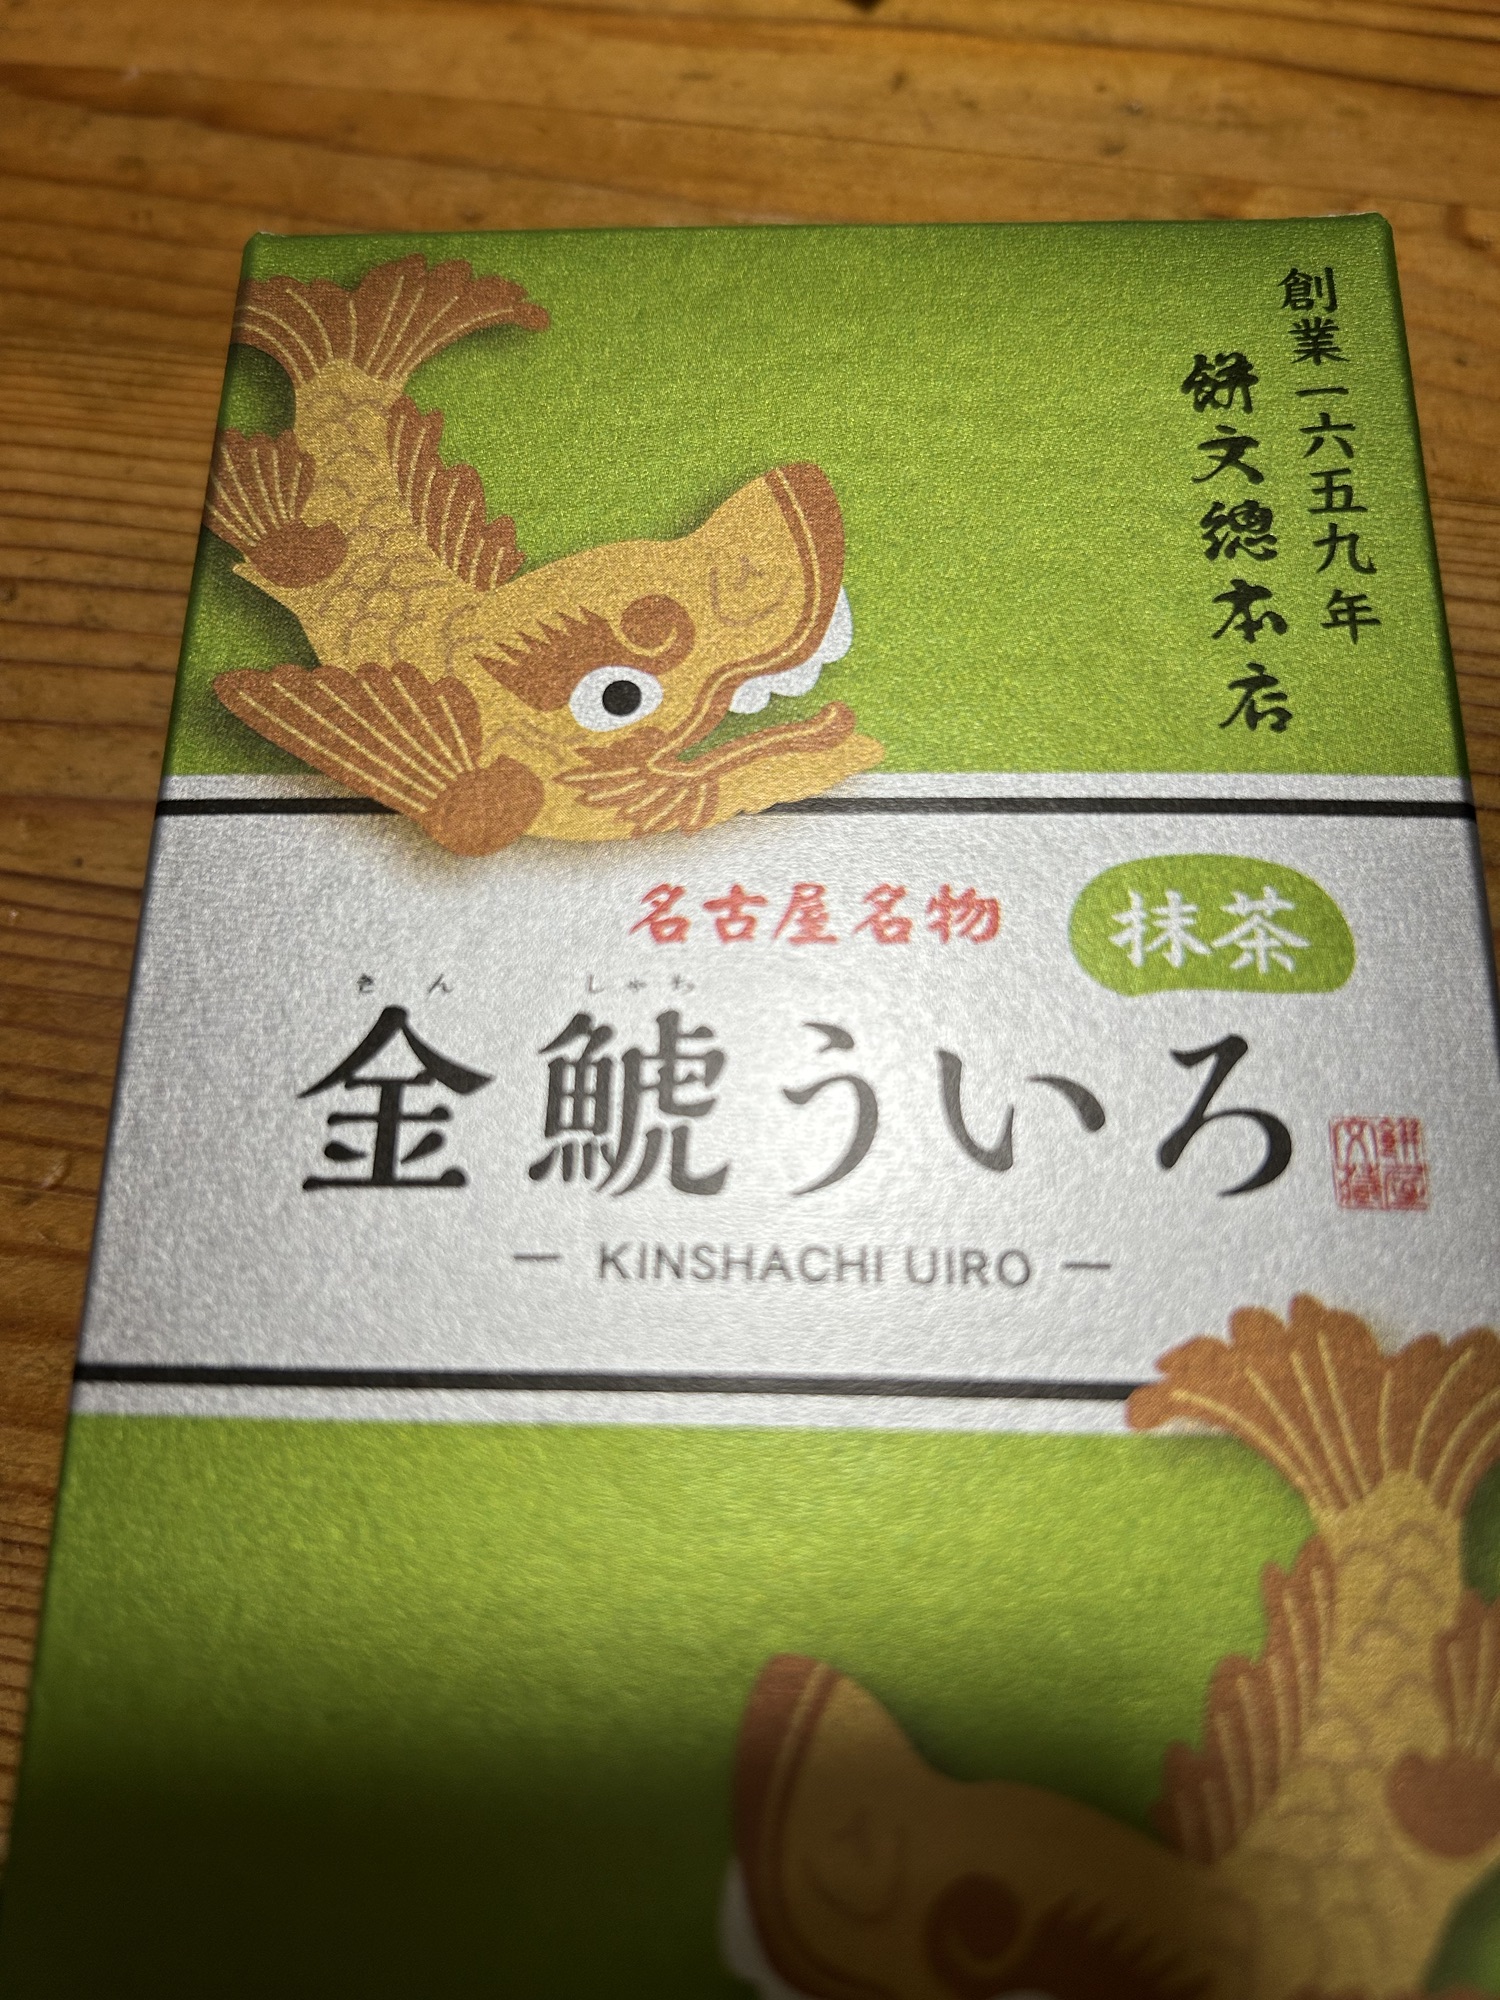 創業一六五九年
餅文總本店
名古屋名物
抹茶
きん しゃち
金鯱ういろ
— KINSHACHI UIRO —